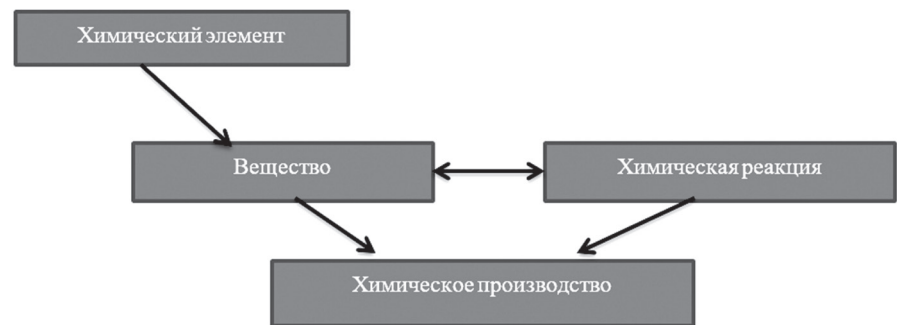 Химический элемент
Вещество
Химическая реакция
Химическое производство